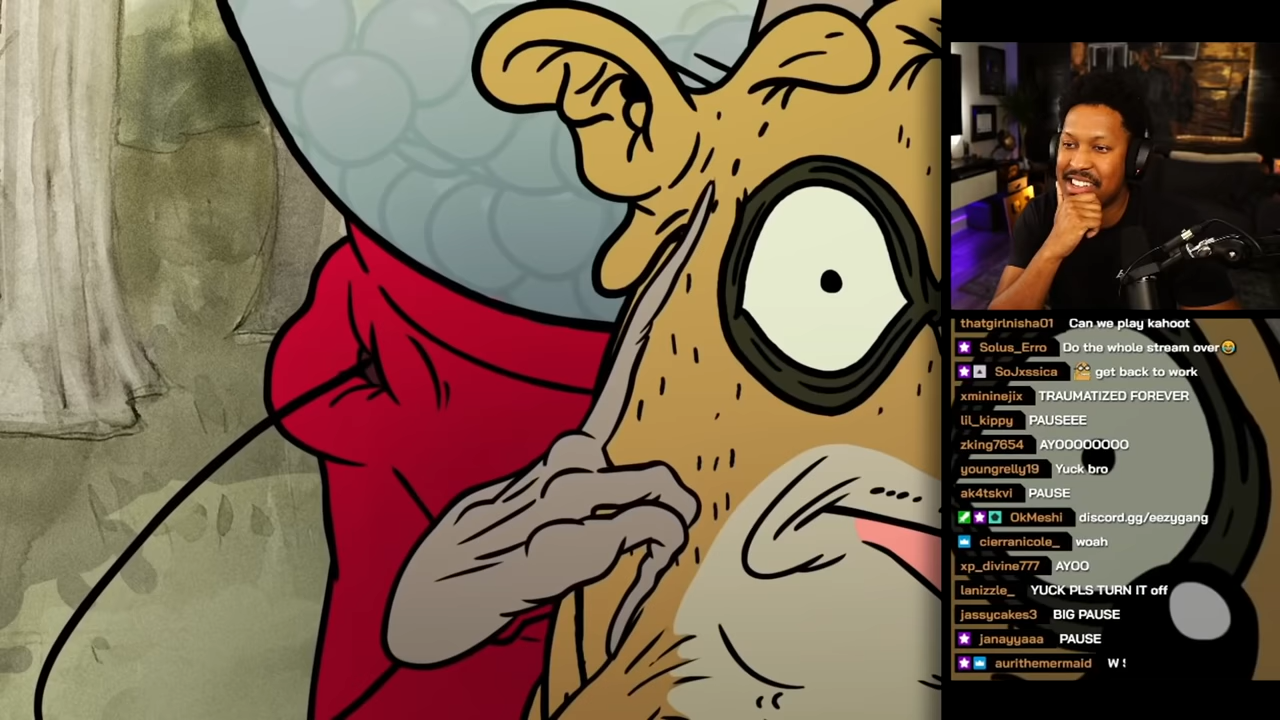 thatgirlnisha01 Can we play kahoot
Solus_Erro Do the whole stream over😂
SoJxssica get back to work
xmininejix TRAUMATIZED FOREVER
lil_kippy PAUSEEE
zking7654 AYOOOOOOOO
youngrelly19 Yuck bro
ak4tskvi PAUSE
OkMeshi discord.gg/eezygang
cierranicole_ woah
xp_divine777 AYOO
lanizzle_ YUCK PLS TURN IT off
jassycakes3 BIG PAUSE
janayyaaa PAUSE
aurithemermaid W